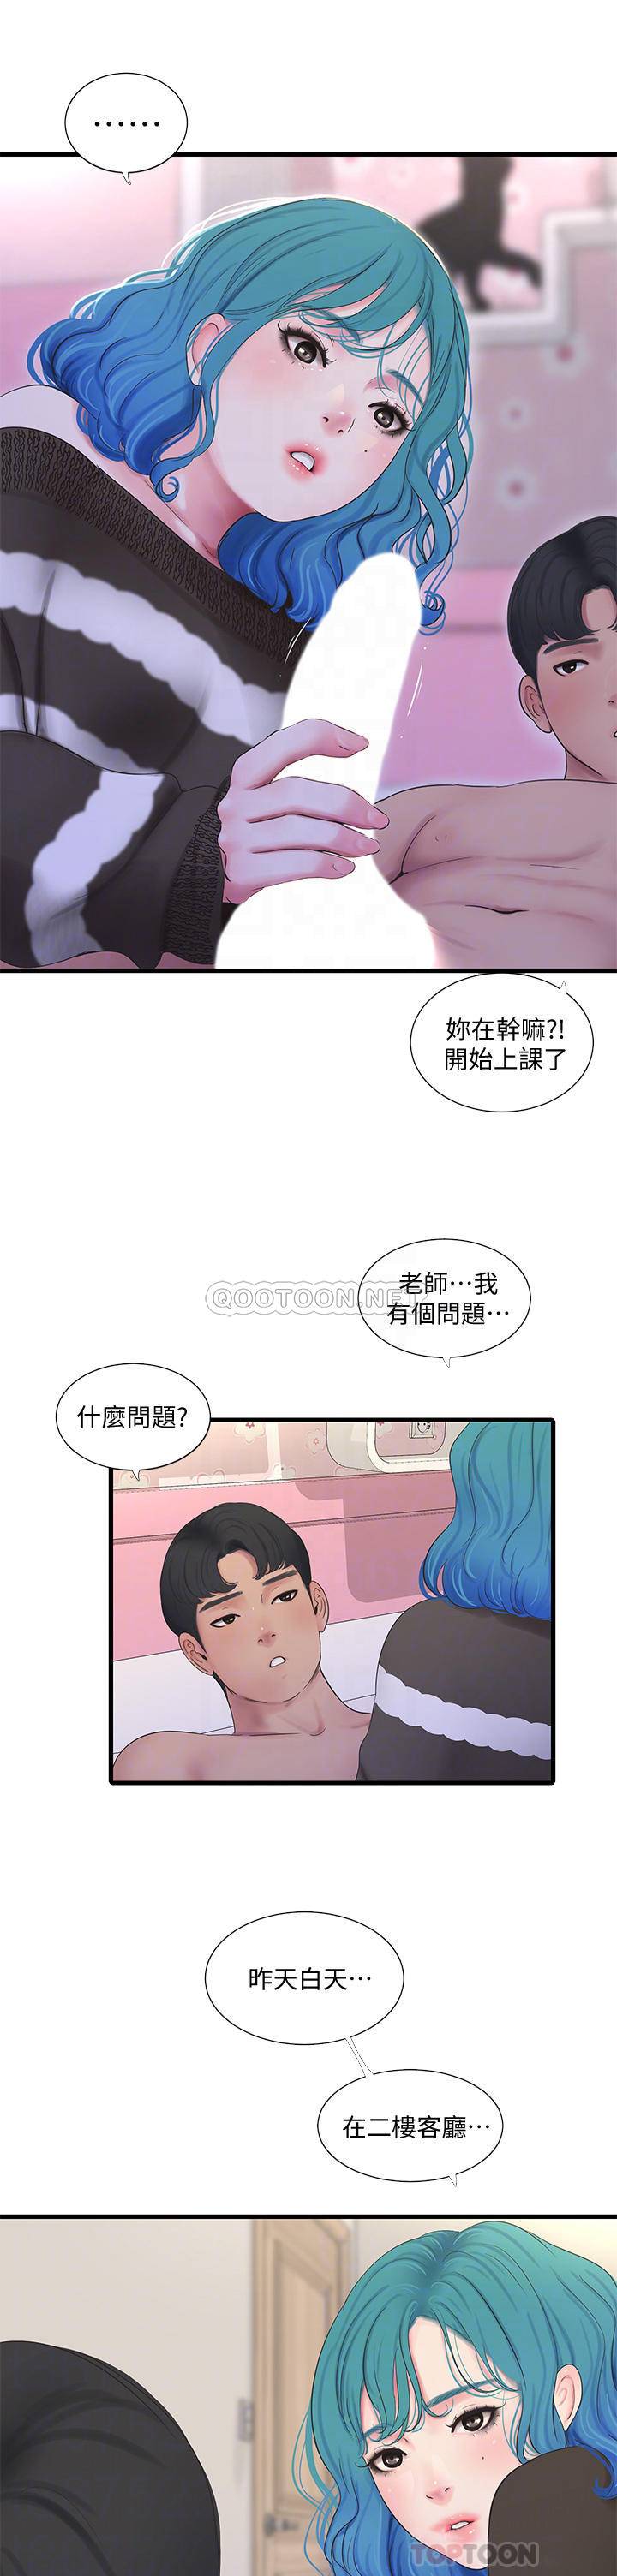 ······
妳在幹嘛?!
開始上課了
老師⋯我
有個問題⋯
QOOTOON.NET
什麼問題?
昨天白天⋯
在二樓客廳⋯
TOPTOON